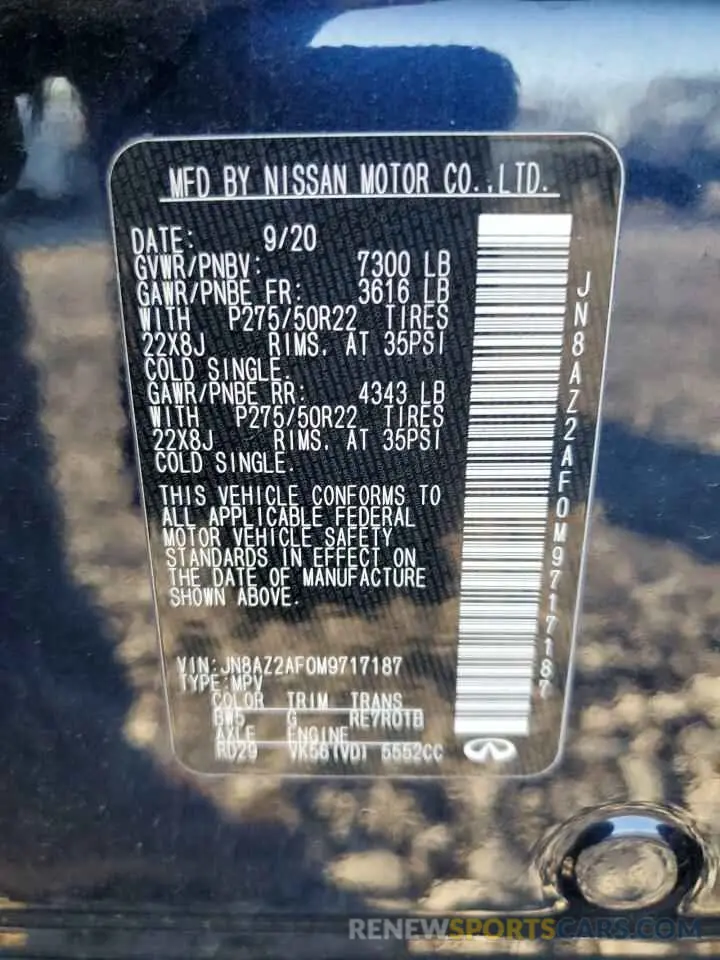 MFD BY NISSAN MOTOR CO.,LTD.
DATE: 9/20
GVWR/PNBV: 7300 LB
GAWR/PNBE FR: 3616 LB
WITH P275/50R22 TIRES
22X8J RIMS, AT 35PSI
COLD SINGLE.
GAWR/PNBE RR: 4343 LB
WITH P275/50R22 TIRES
22X8J RIMS, AT 35PSI
COLD SINGLE.
THIS VEHICLE CONFORMS TO
ALL APPLICABLE FEDERAL
MOTOR VEHICLE SAFETY
STANDARDS IN EFFECT ON
THE DATE OF MANUFACTURE
SHOWN ABOVE.
VIN:JN8AZ2AF0M9717187
TYPE:MPV
COLOR TRIM TRANS
BW5 G RE7R01B
AXLE ENGINE
RD29 VK56(VD) 5552CC
JN8AZ2AF0M9717187
RENEWSPORTSCARS.COM